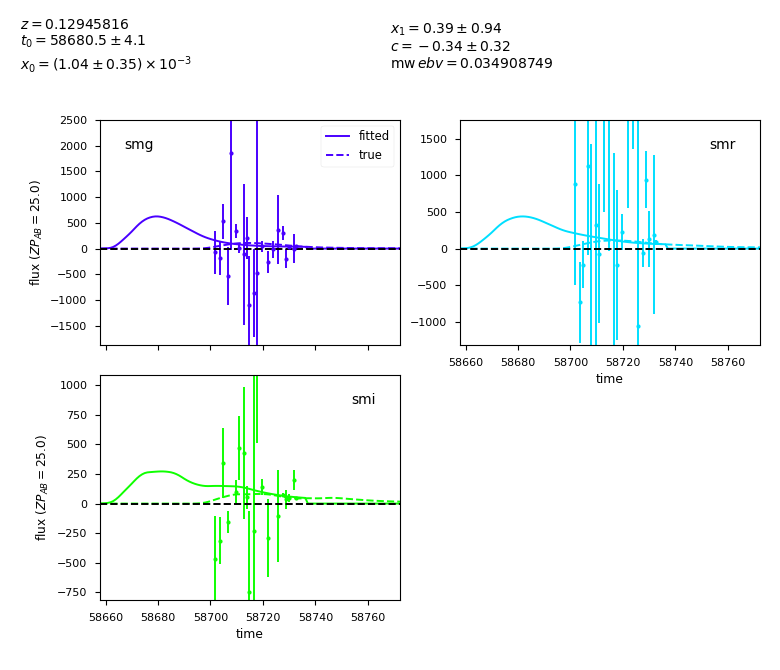 z = 0.12945816
t₀ = 58680.5 ± 4.1
x₀ = (1.04 ± 0.35) × 10⁻³
x₁ = 0.39 ± 0.94
c = −0.34 ± 0.32
mw ebv = 0.034908749
smg
fitted
true
2500
2000
1500
1000
500
0
−500
−1000
−1500
flux (ZP_AB = 25.0)
smr
1500
1000
500
0
−500
−1000
58660 58680 58700 58720 58740 58760
time
smi
1000
750
500
250
0
−250
−500
−750
flux (ZP_AB = 25.0)
58660 58680 58700 58720 58740 58760
time